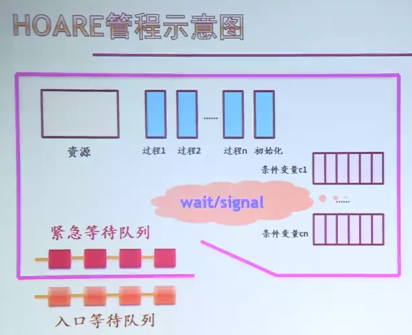 HOARE管程示意图
资源
过程1
过程2
......
过程n
初始化
条件变量c1
wait/signal
......
条件变量cn
紧急等待队列
入口等待队列